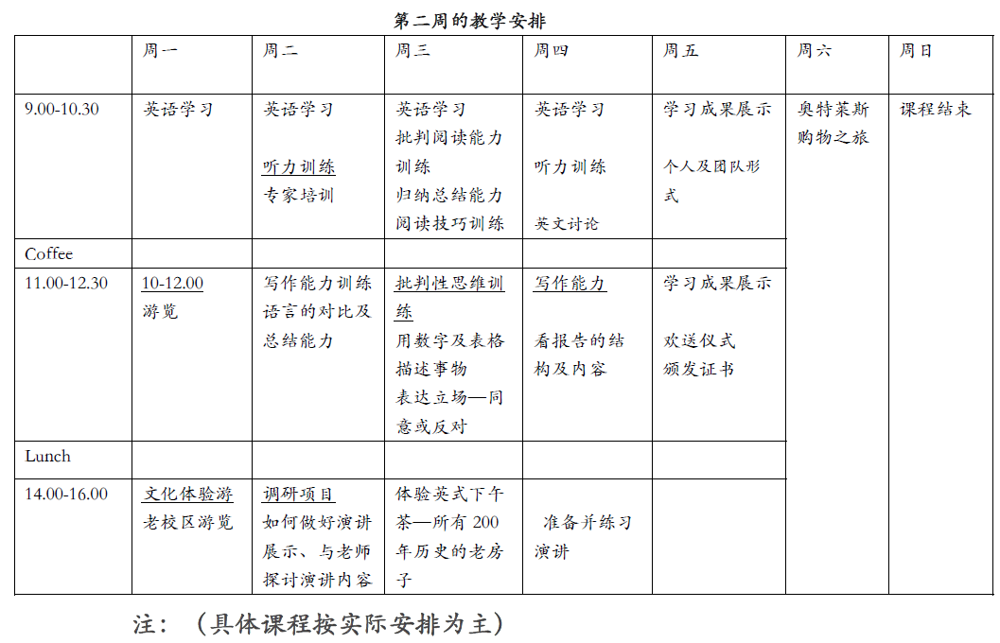 第二周的教学安排
周一 周二 周三 周四 周五 周六 周日
9.00-10.30
英语学习
英语学习
听力训练
专家培训
英语学习
批判阅读能力
训练
归纳总结能力
阅读技巧训练
英语学习
听力训练
英文讨论
学习成果展示
个人及团队形
式
奥特莱斯
购物之旅
课程结束
Coffee
11.00-12.30
10-12.00
游览
写作能力训练
语言的对比及
总结能力
批判性思维训
练
用数字及表格
描述事物
表达立场—同
意或反对
写作能力
看报告的结
构及内容
学习成果展示
欢送仪式
颁发证书
Lunch
14.00-16.00
文化体验游
老校区游览
调研项目
如何做好演讲
展示、与老师
探讨演讲内容
体验英式下午
茶—所有 200
年历史的老房
子
准备并练习
演讲
注：（具体课程按实际安排为主）